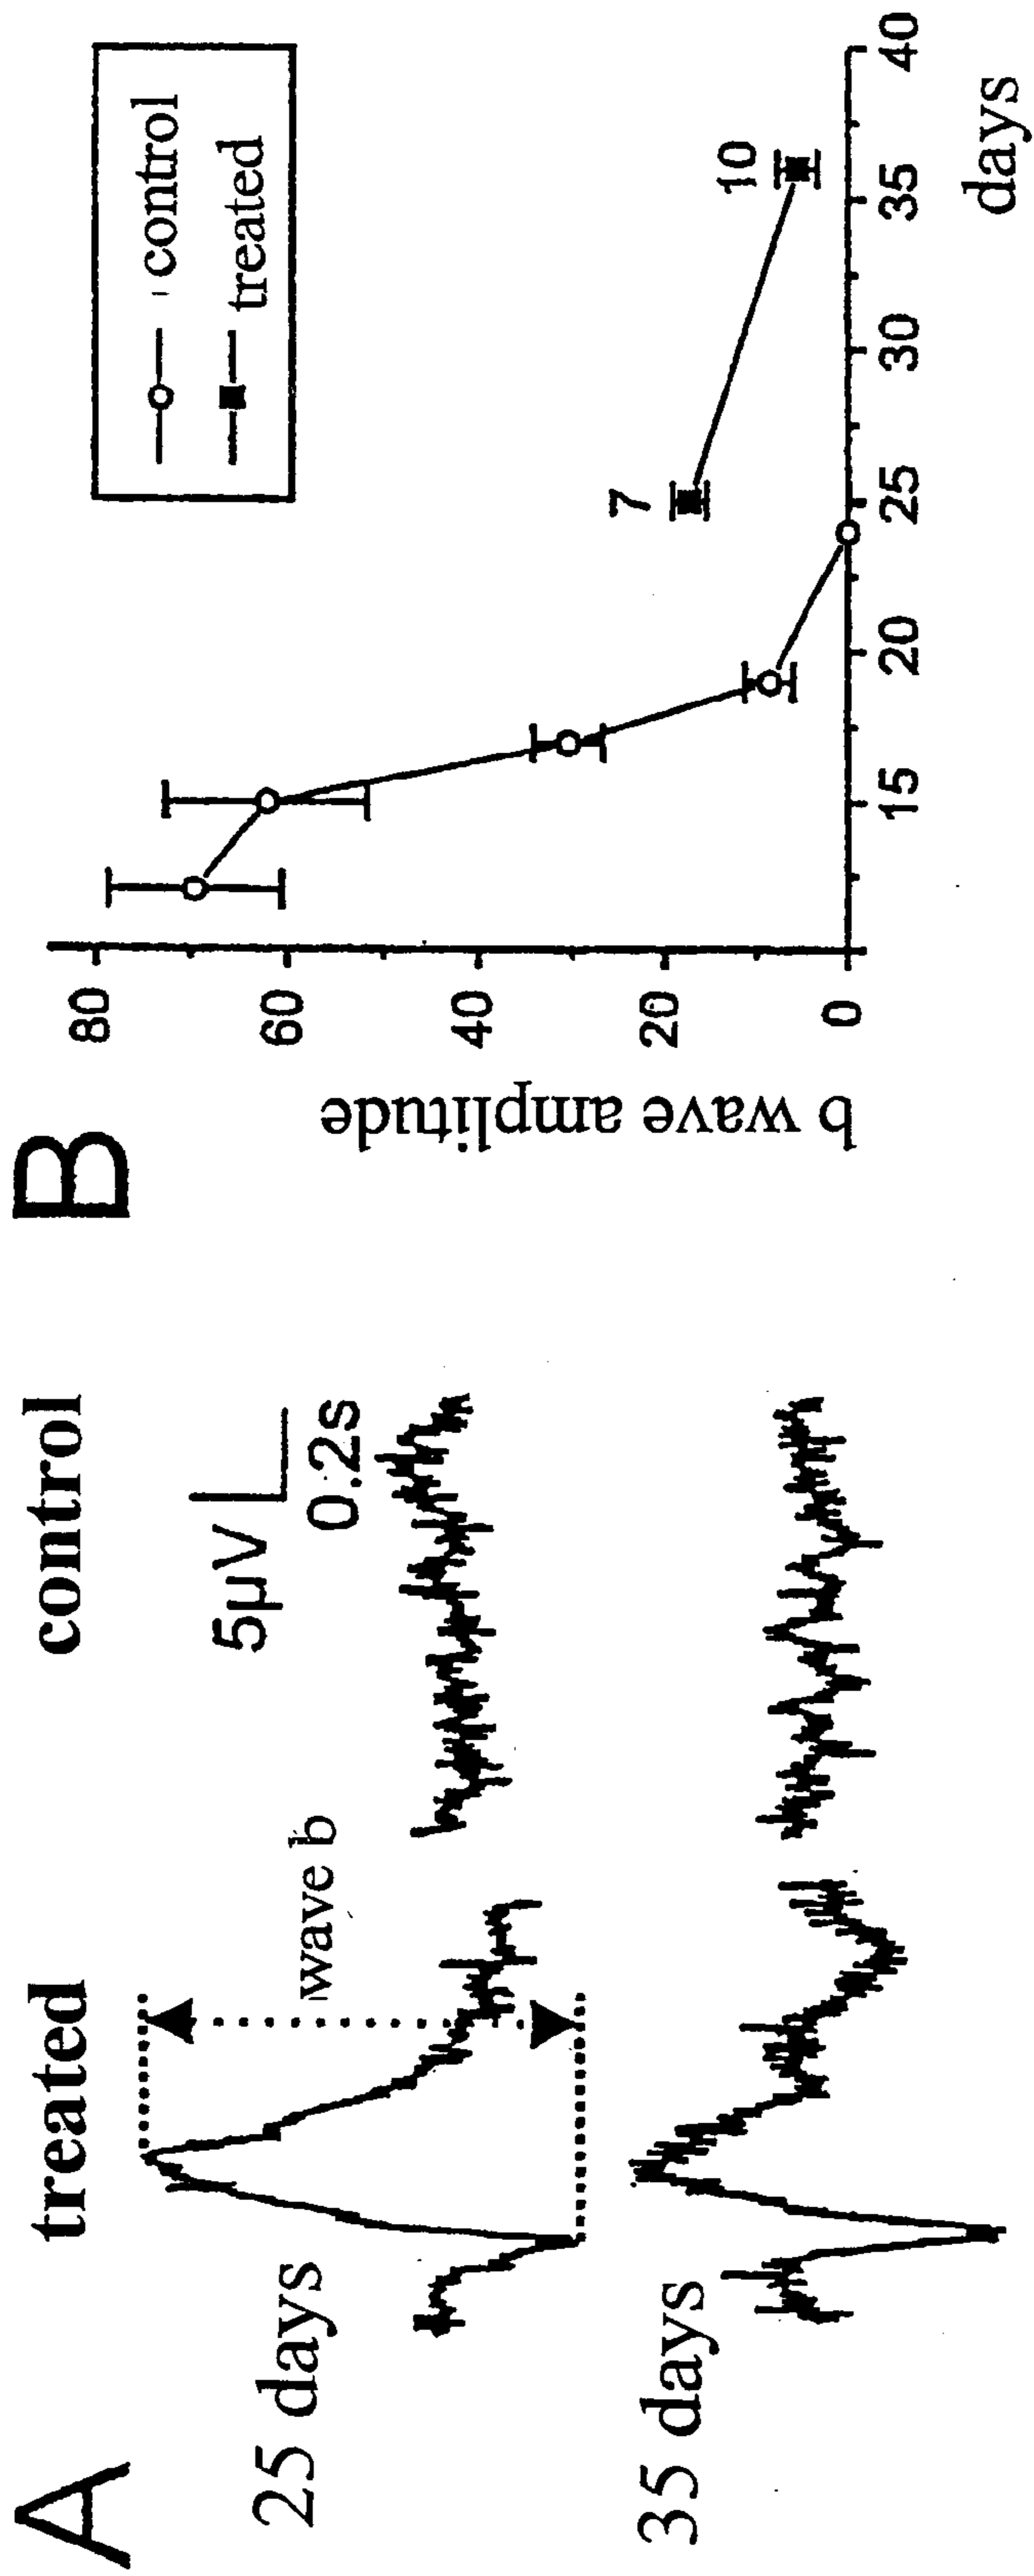 A
treated
control
25 days
wave b
5µV
0.2s
35 days
B
control
treated
b wave amplitude
80
60
40
20
0
7
10
15
20
25
30
35
40
days